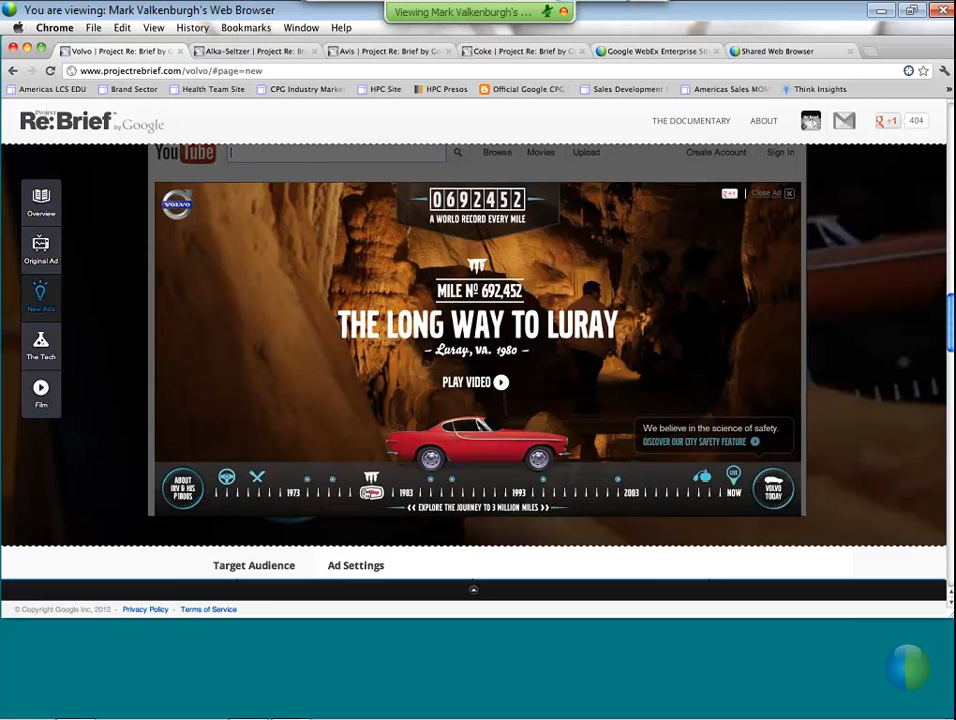 You are viewing: Mark Valkenburgh's Web Browser
Viewing Mark Valkenburgh's ...
Chrome File Edit View History Bookmarks Window Help
Volvo | Project Re: Brief by G
Alka-Seltzer | Project Re: Br
Avis | Project Re: Brief by Go
Coke | Project Re: Brief by G
Google WebEx Enterprise Si
Shared Web Browser
www.projectrebrief.com/volvo/#page=new
Americas LCS EDU Brand Sector Health Team Site CPG Industry Marke HPC Site HPC Presos Official Google CPG Sales Development Americas Sales MOM Think Insights »
Project Re:Brief by Google
THE DOCUMENTARY ABOUT +1 404
YouTube Browse Movies Upload Create Account Sign In
Overview
Original Ad
New Ads
The Tech
Film
VOLVO
+1 | Close Ad X
0692452
A WORLD RECORD EVERY MILE
MILE Nº 692,452
THE LONG WAY TO LURAY
– Luray, VA. 1980 –
PLAY VIDEO
We believe in the science of safety.
DISCOVER OUR CITY SAFETY FEATURE
ABOUT IRV & HIS P1800S
1973 1983 1993 2003 NOW
LIVE
VOLVO TODAY
<< EXPLORE THE JOURNEY TO 3 MILLION MILES >>
Target Audience Ad Settings
© Copyright Google Inc, 2012 - Privacy Policy - Terms of Service